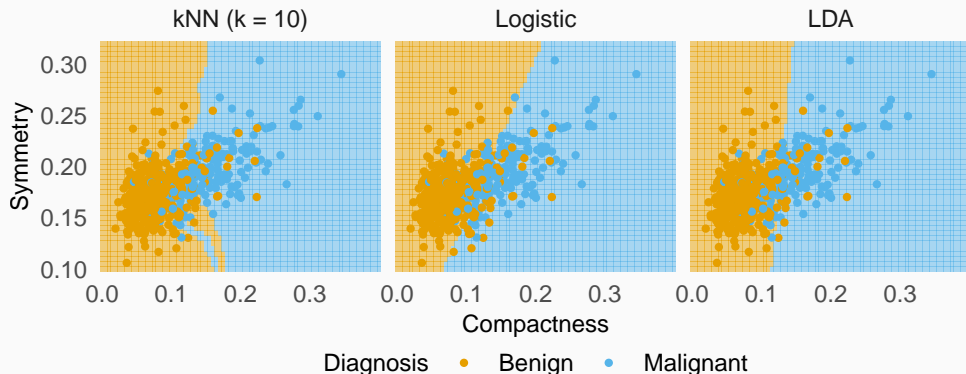 kNN (k = 10) Logistic LDA
Symmetry
0.30
0.25
0.20
0.15
0.10
0.0 0.1 0.2 0.3 0.0 0.1 0.2 0.3 0.0 0.1 0.2 0.3
Compactness
Diagnosis Benign Malignant